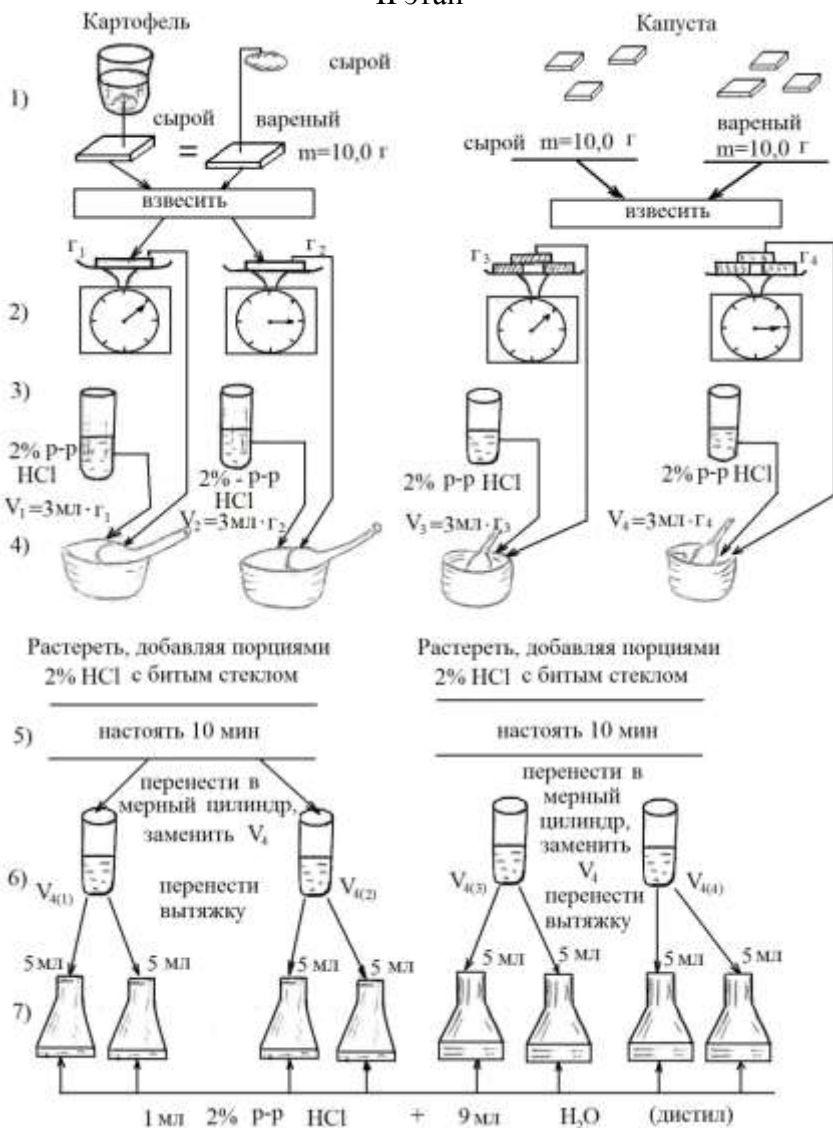 II этап
Картофель
Капуста
сырой
1)
сырой = вареный
m=10,0 г
сырой m=10,0 г
вареный
m=10,0 г
взвесить
взвесить
г₁
г₂
г₃
г₄
2)
3)
2% р-р
HCl
V₁=3мл·г₁
2% - р-р
HCl
V₂=3мл·г₂
2% р-р HCl
V₃=3мл·г₃
2% р-р HCl
V₄=3мл·г₄
4)
Растереть, добавляя порциями
2% HCl с битым стеклом
Растереть, добавляя порциями
2% HCl с битым стеклом
5)
настоять 10 мин
настоять 10 мин
перенести в
мерный цилиндр,
заменить V₄
перенести в
мерный
цилиндр,
заменить
V₄
6)
V₄₍₁₎
перенести
вытяжку
V₄₍₂₎
V₄₍₃₎
перенести
вытяжку
V₄₍₄₎
7)
5 мл 5 мл 5 мл 5 мл 5 мл 5 мл 5 мл 5 мл
1 мл 2% р-р HCl + 9 мл H₂O (дистил)